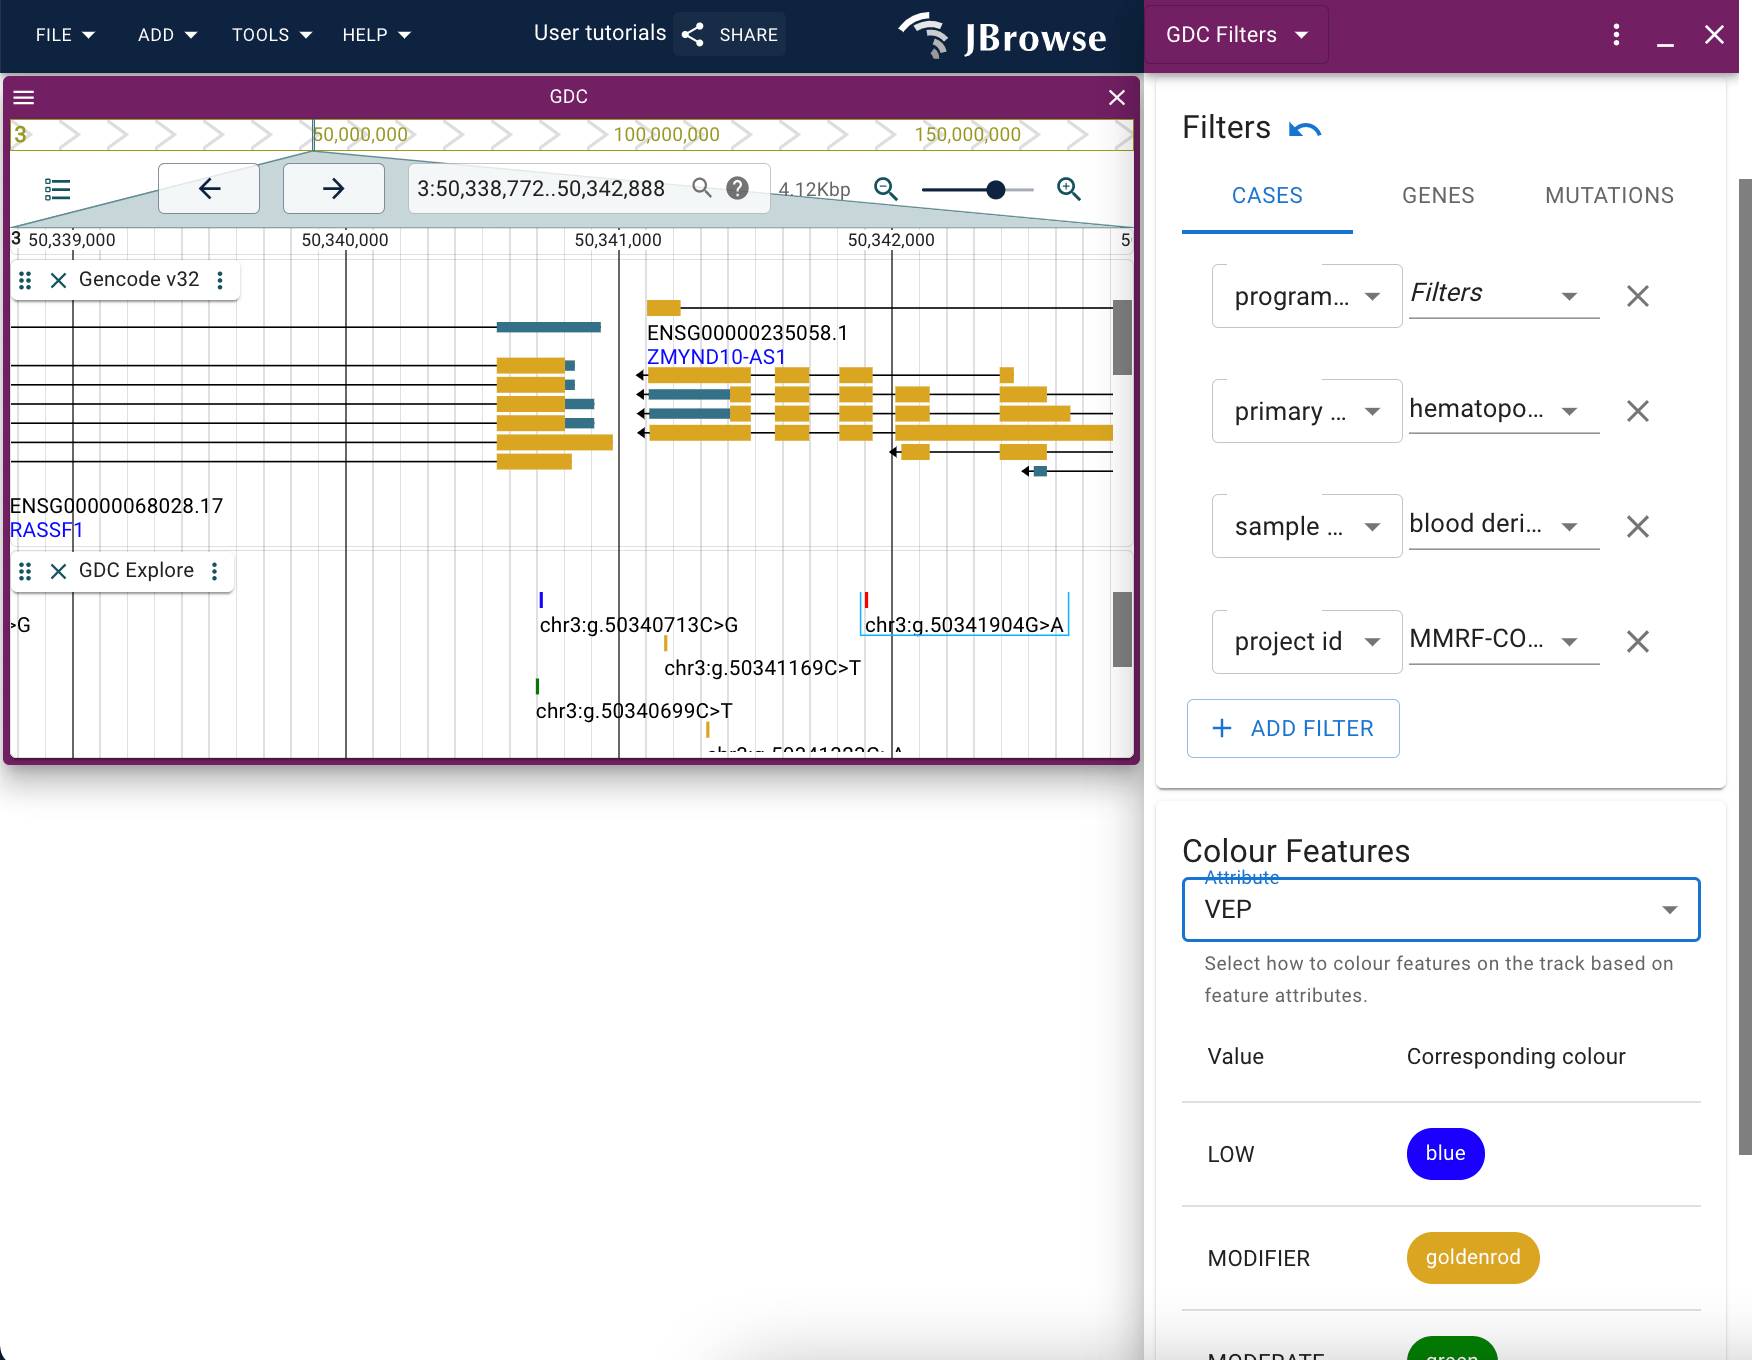 FILE ADD TOOLS HELP User tutorials SHARE JBrowse
GDC
3 50,000,000 100,000,000 150,000,000
3:50,338,772..50,342,888 4.12Kbp
3 50,339,000 50,340,000 50,341,000 50,342,000 5
Gencode v32
ENSG00000235058.1
ZMYND10-AS1
ENSG00000068028.17
RASSF1
GDC Explore
>G chr3:g.50340713C>G chr3:g.50341904G>A
chr3:g.50341169C>T
chr3:g.50340699C>T
GDC Filters
Filters
CASES GENES MUTATIONS
program... Filters
primary ... hematopo...
sample ... blood deri...
project id MMRF-CO...
ADD FILTER
Colour Features
Attribute
VEP
Select how to colour features on the track based on
feature attributes.
Value Corresponding colour
LOW blue
MODIFIER goldenrod
MODERATE green